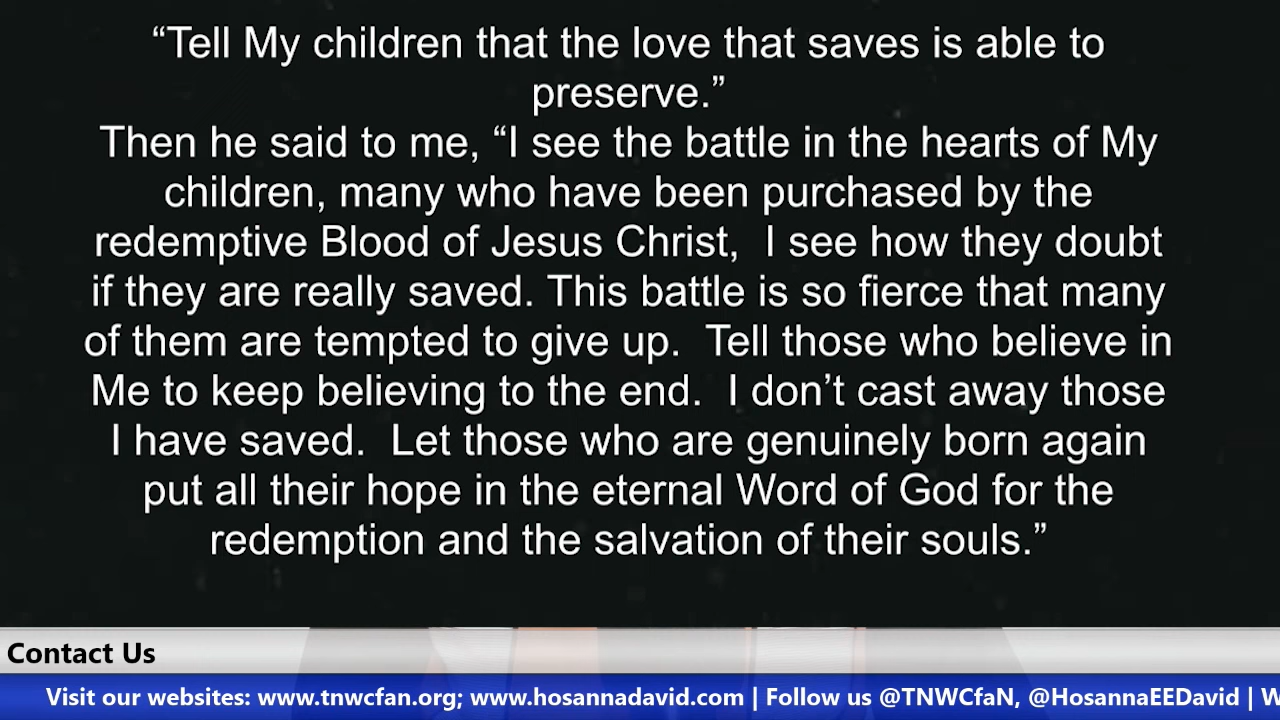 “Tell My children that the love that saves is able to
preserve.”
Then he said to me, “I see the battle in the hearts of My
children, many who have been purchased by the
redemptive Blood of Jesus Christ,  I see how they doubt
if they are really saved. This battle is so fierce that many
of them are tempted to give up.  Tell those who believe in
Me to keep believing to the end.  I don’t cast away those
I have saved.  Let those who are genuinely born again
put all their hope in the eternal Word of God for the
redemption and the salvation of their souls.”
Contact Us
Visit our websites: www.tnwcfan.org; www.hosannadavid.com | Follow us @TNWCfaN, @HosannaEEDavid | W